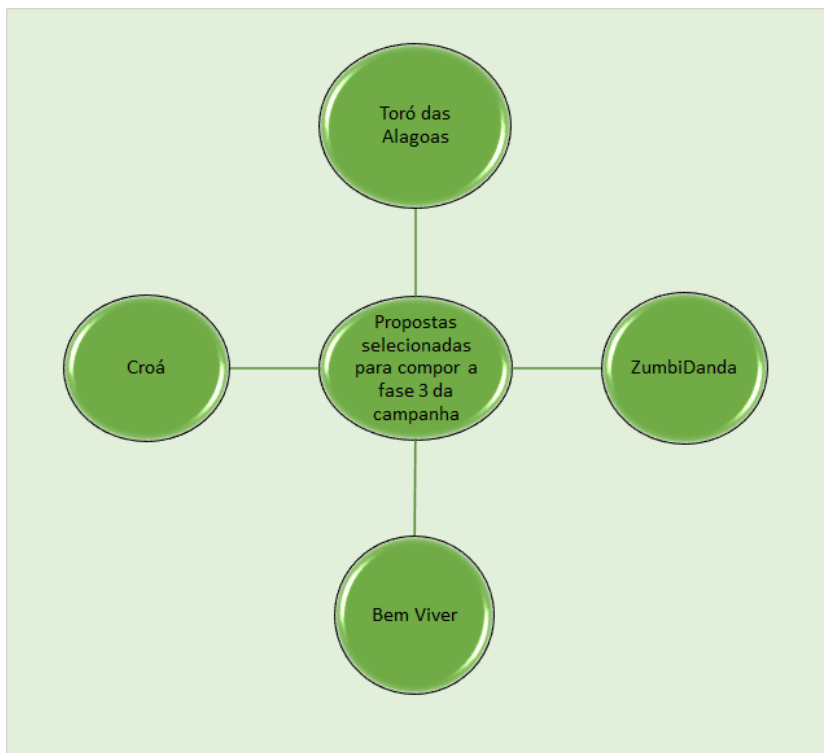 Toró das
Alagoas
Croá
Propostas
selecionadas
para compor a
fase 3 da
campanha
ZumbiDanda
Bem Viver